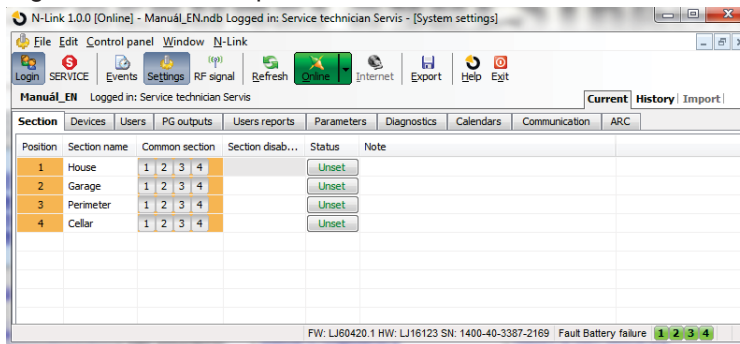 N-Link 1.0.0 [Online] - Manuál_EN.ndb Logged in: Service technician Servis - [System settings]
File Edit Control panel Window N-Link
Login SERVICE Events Settings RF signal Refresh Online Internet Export Help Exit
Manuál_EN Logged in: Service technician Servis Current History Import
Section Devices Users PG outputs Users reports Parameters Diagnostics Calendars Communication ARC
Position Section name Common section Section disab... Status Note
1 House 1 2 3 4 Unset
2 Garage 1 2 3 4 Unset
3 Perimeter 1 2 3 4 Unset
4 Cellar 1 2 3 4 Unset
FW: LJ60420.1 HW: LJ16123 SN: 1400-40-3387-2169 Fault Battery failure 1 2 3 4